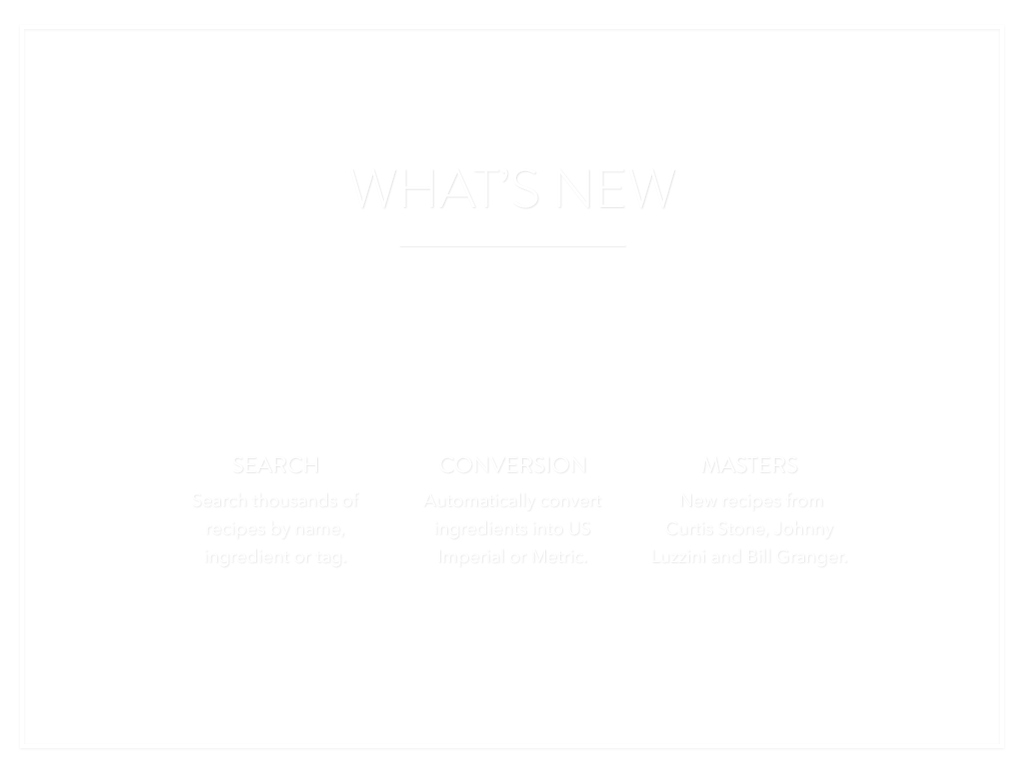 WHAT'S NEW
SEARCH
Search thousands of
recipes by name,
ingredient or tag.
CONVERSION
Automatically convert
ingredients into US
Imperial or Metric.
MASTERS
New recipes from
Curtis Stone, Johnny
Luzzini and Bill Granger.